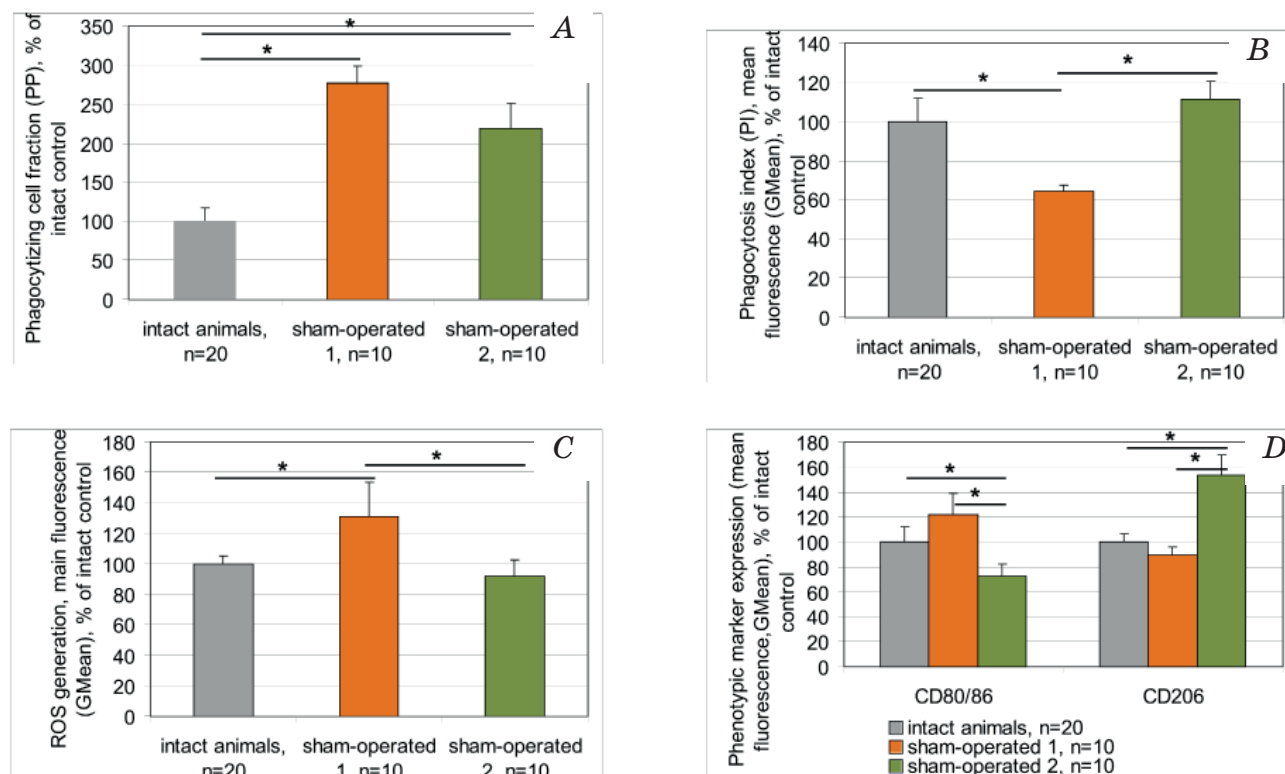 A
Phagocytizing cell fraction (PP), % of
intact control
350
300
250
200
150
100
50
0
*
*
intact animals,
n=20
sham-operated
1, n=10
sham-operated
2, n=10
B
Phagocytosis index (PI), mean
fluorescence (GMean), % of intact
control
140
120
100
80
60
40
20
0
*
*
intact animals,
n=20
sham-operated
1, n=10
sham-operated
2, n=10
C
ROS generation, main fluorescence
(GMean), % of intact control)
180
160
140
120
100
80
60
40
20
0
*
*
intact animals,
n=20
sham-operated
1, n=10
sham-operated
2, n=10
D
Phenotypic marker expression (mean
fluorescence,GMean), % of intact
control
180
160
140
120
100
80
60
40
20
0
*
*
*
*
CD80/86
CD206
intact animals, n=20
sham-operated 1, n=10
sham-operated 2, n=10